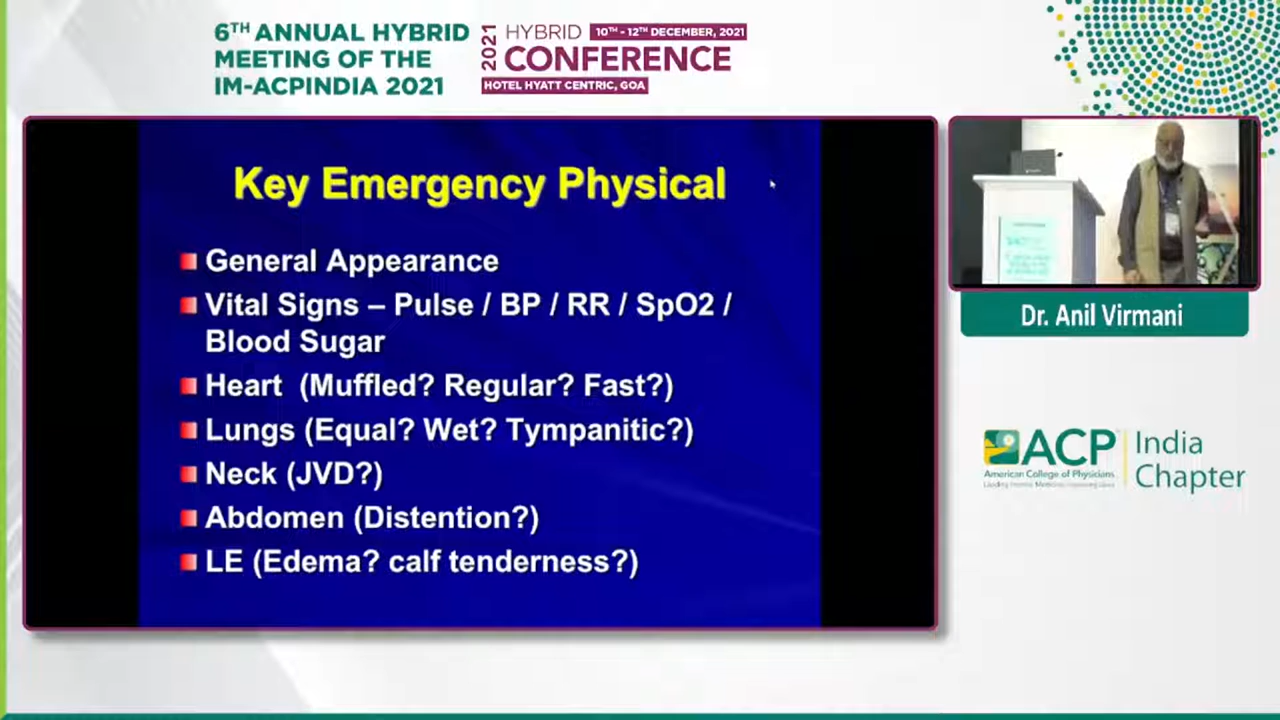 6TH ANNUAL HYBRID
MEETING OF THE
IM-ACPINDIA 2021
2021
HYBRID
10TH - 12TH DECEMBER, 2021
CONFERENCE
HOTEL HYATT CENTRIC, GOA
Key Emergency Physical
General Appearance
Vital Signs – Pulse / BP / RR / SpO2 /
Blood Sugar
Heart (Muffled? Regular? Fast?)
Lungs (Equal? Wet? Tympanitic?)
Neck (JVD?)
Abdomen (Distention?)
LE (Edema? calf tenderness?)
Dr. Anil Virmani
ACP
American College of Physicians
India
Chapter